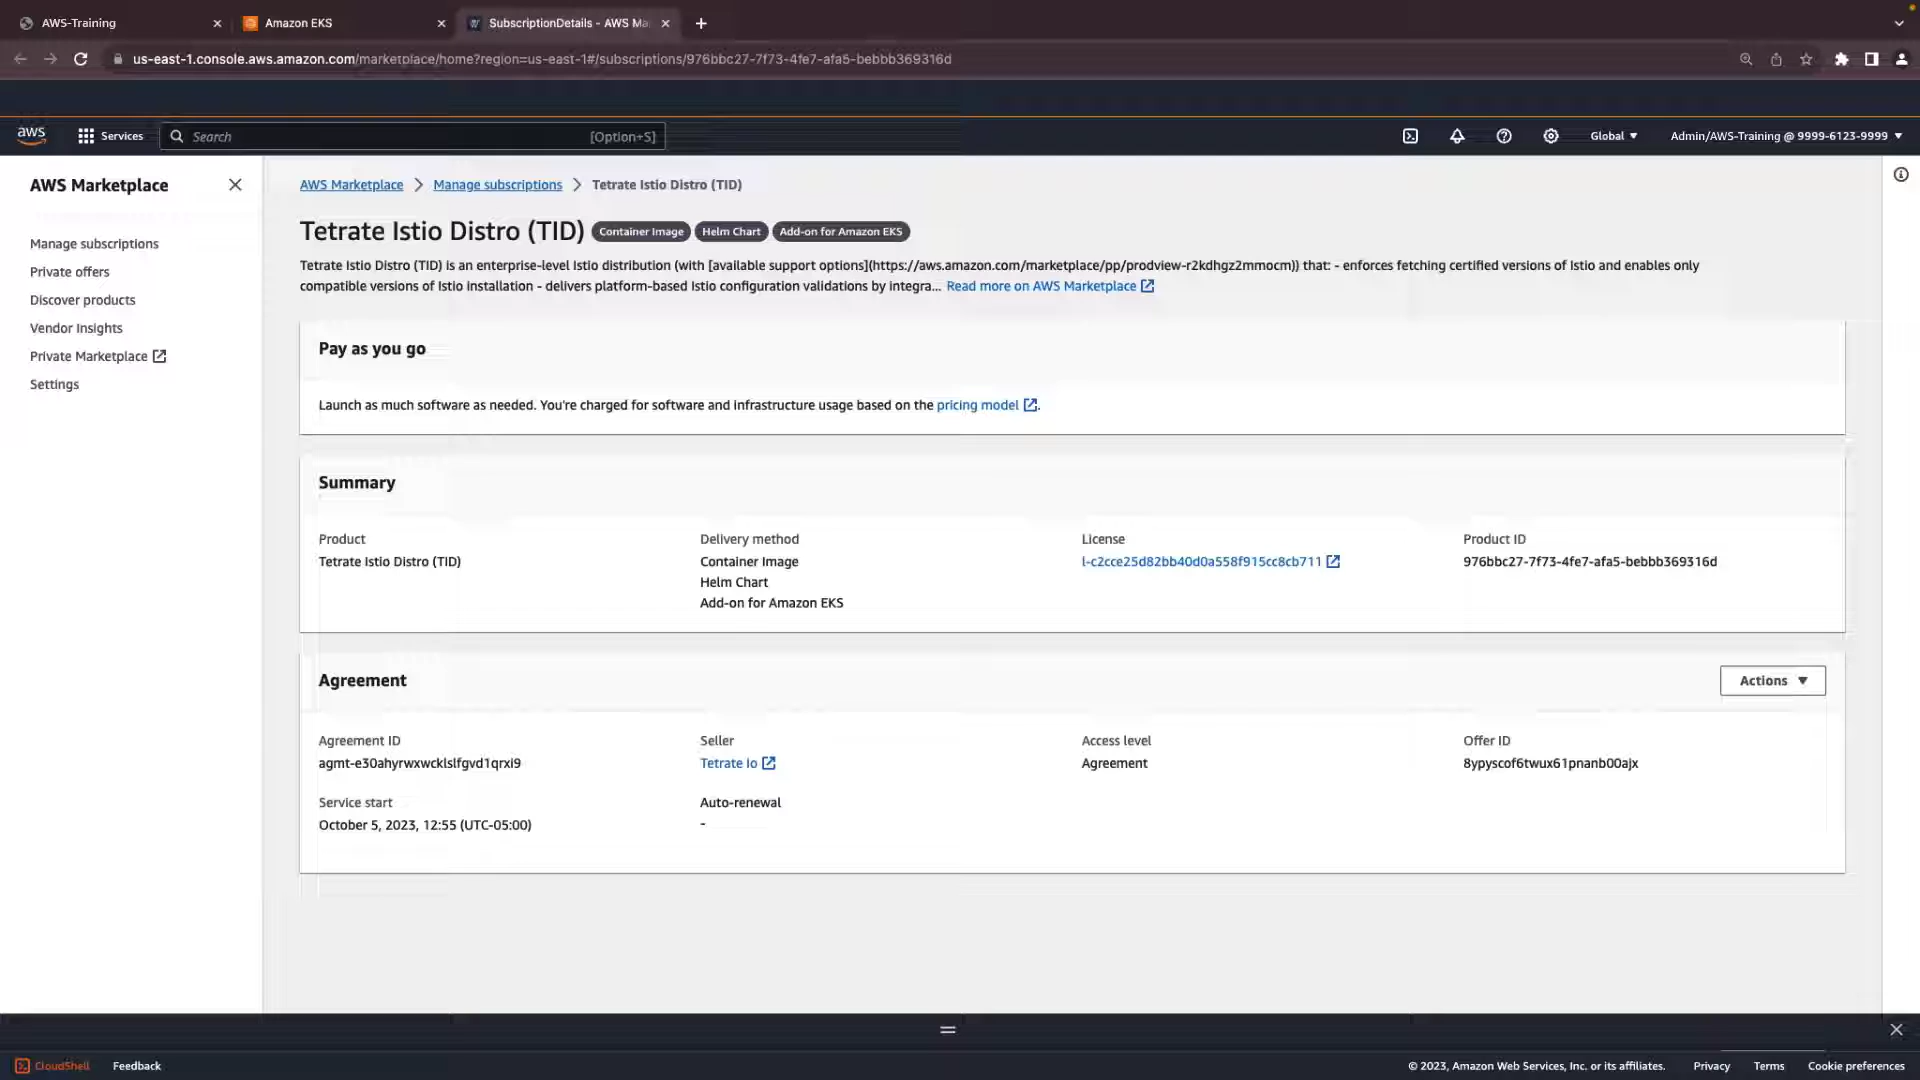 AWS-Training
Amazon EKS
SubscriptionDetails - AWS Ma
us-east-1.console.aws.amazon.com/marketplace/home?region=us-east-1#/subscriptions/976bbc27-7f73-4fe7-afa5-bebbb369316d
aws
Services
Search
[Option+S]
Global
Admin/AWS-Training @ 9999-6123-9999
AWS Marketplace
Manage subscriptions
Private offers
Discover products
Vendor Insights
Private Marketplace
Settings
AWS Marketplace > Manage subscriptions > Tetrate Istio Distro (TID)
Tetrate Istio Distro (TID)
Container Image
Helm Chart
Add-on for Amazon EKS
Tetrate Istio Distro (TID) is an enterprise-level Istio distribution (with [available support options](https://aws.amazon.com/marketplace/pp/prodview-r2kdhgz2mmocm)) that: - enforces fetching certified versions of Istio and enables only
compatible versions of Istio installation - delivers platform-based Istio configuration validations by integra... Read more on AWS Marketplace
Pay as you go
Launch as much software as needed. You're charged for software and infrastructure usage based on the pricing model.
Summary
Product
Tetrate Istio Distro (TID)
Delivery method
Container Image
Helm Chart
Add-on for Amazon EKS
License
l-c2cce25d82bb40d0a558f915cc8cb711
Product ID
976bbc27-7f73-4fe7-afa5-bebbb369316d
Agreement
Actions
Agreement ID
agmt-e30ahyrwxwcklslfgvd1qrxi9
Seller
Tetrate Io
Access level
Agreement
Offer ID
8ypyscof6twux61pnanb00ajx
Service start
October 5, 2023, 12:55 (UTC-05:00)
Auto-renewal
-
CloudShell
Feedback
© 2023, Amazon Web Services, Inc. or its affiliates.
Privacy
Terms
Cookie preferences